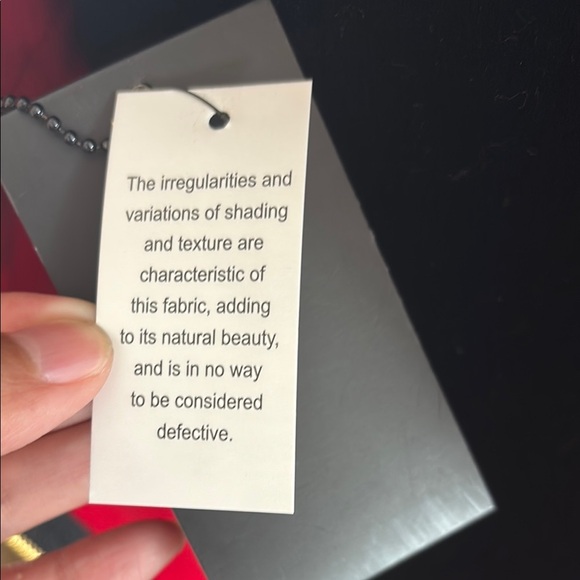 The irregularities and
variations of shading
and texture are
characteristic of
this fabric, adding
to its natural beauty,
and is in no way
to be considered
defective.